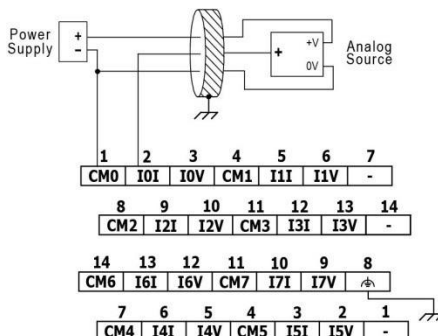 Power
Supply
+
-
+
+V
0V
Analog
Source
1 2 3 4 5 6 7
CM0 I0I I0V CM1 I1I I1V -
8 9 10 11 12 13 14
CM2 I2I I2V CM3 I3I I3V -
14 13 12 11 10 9 8
CM6 I6I I6V CM7 I7I I7V
7 6 5 4 3 2 1
CM4 I4I I4V CM5 I5I I5V -